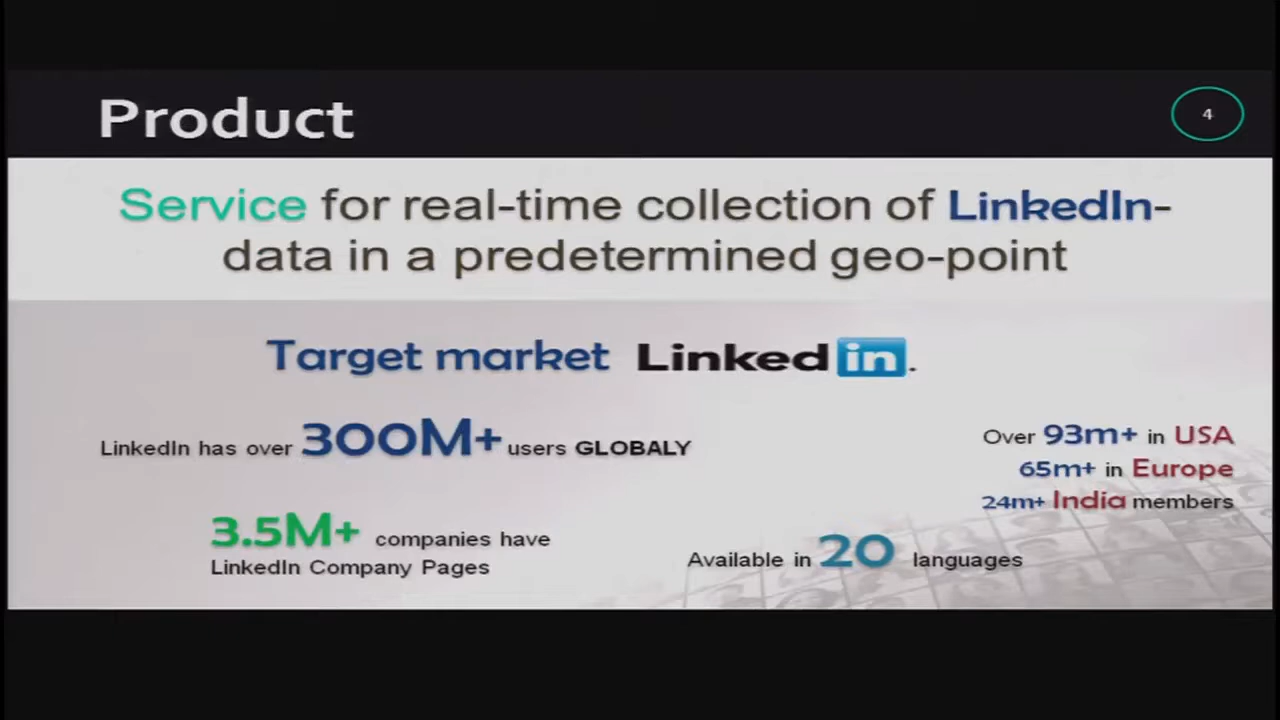 Product
4
Service for real-time collection of LinkedIn-
data in a predetermined geo-point
Target market Linked in.
LinkedIn has over 300M+ users GLOBALY
Over 93m+ in USA
65m+ in Europe
24m+ India members
3.5M+ companies have
LinkedIn Company Pages
Available in 20 languages